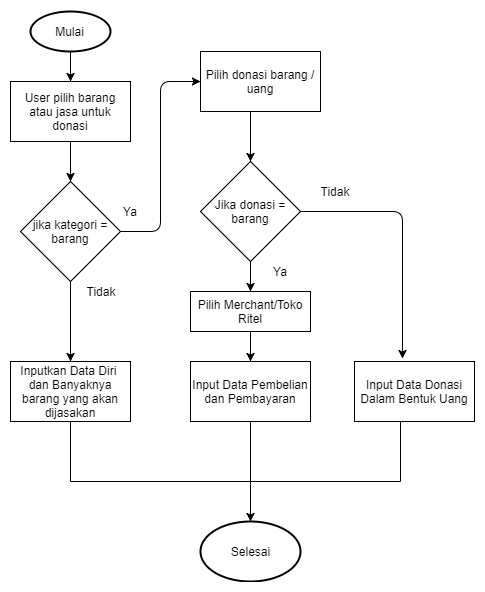 Mulai
User pilih barang
atau jasa untuk
donasi
jika kategori =
barang
Ya
Tidak
Pilih donasi barang /
uang
Jika donasi =
barang
Tidak
Ya
Pilih Merchant/Toko
Ritel
Inputkan Data Diri
dan Banyaknya
barang yang akan
dijasakan
Input Data Pembelian
dan Pembayaran
Input Data Donasi
Dalam Bentuk Uang
Selesai